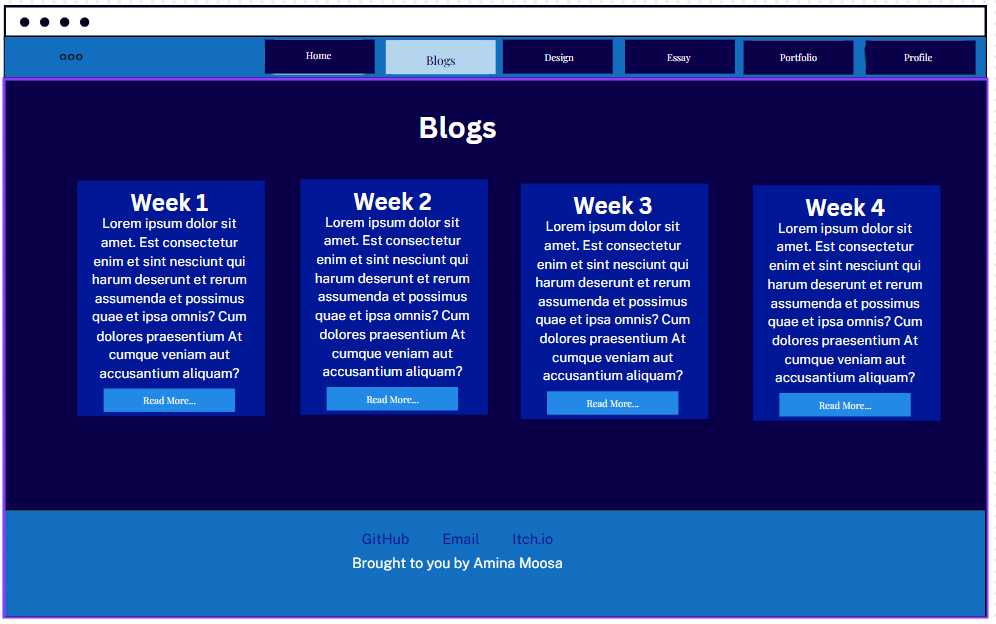 Home
Blogs
Design
Essay
Portfolio
Profile
Blogs
Week 1
Lorem ipsum dolor sit
amet. Est consectetur
enim et sint nesciunt qui
harum deserunt et rerum
assumenda et possimus
quae et ipsa omnis? Cum
dolores praesentium At
cumque veniam aut
accusantium aliquam?
Read More...
Week 2
Lorem ipsum dolor sit
amet. Est consectetur
enim et sint nesciunt qui
harum deserunt et rerum
assumenda et possimus
quae et ipsa omnis? Cum
dolores praesentium At
cumque veniam aut
accusantium aliquam?
Read More...
Week 3
Lorem ipsum dolor sit
amet. Est consectetur
enim et sint nesciunt qui
harum deserunt et rerum
assumenda et possimus
quae et ipsa omnis? Cum
dolores praesentium At
cumque veniam aut
accusantium aliquam?
Read More...
Week 4
Lorem ipsum dolor sit
amet. Est consectetur
enim et sint nesciunt qui
harum deserunt et rerum
assumenda et possimus
quae et ipsa omnis? Cum
dolores praesentium At
cumque veniam aut
accusantium aliquam?
Read More...
GitHub Email Itch.io
Brought to you by Amina Moosa